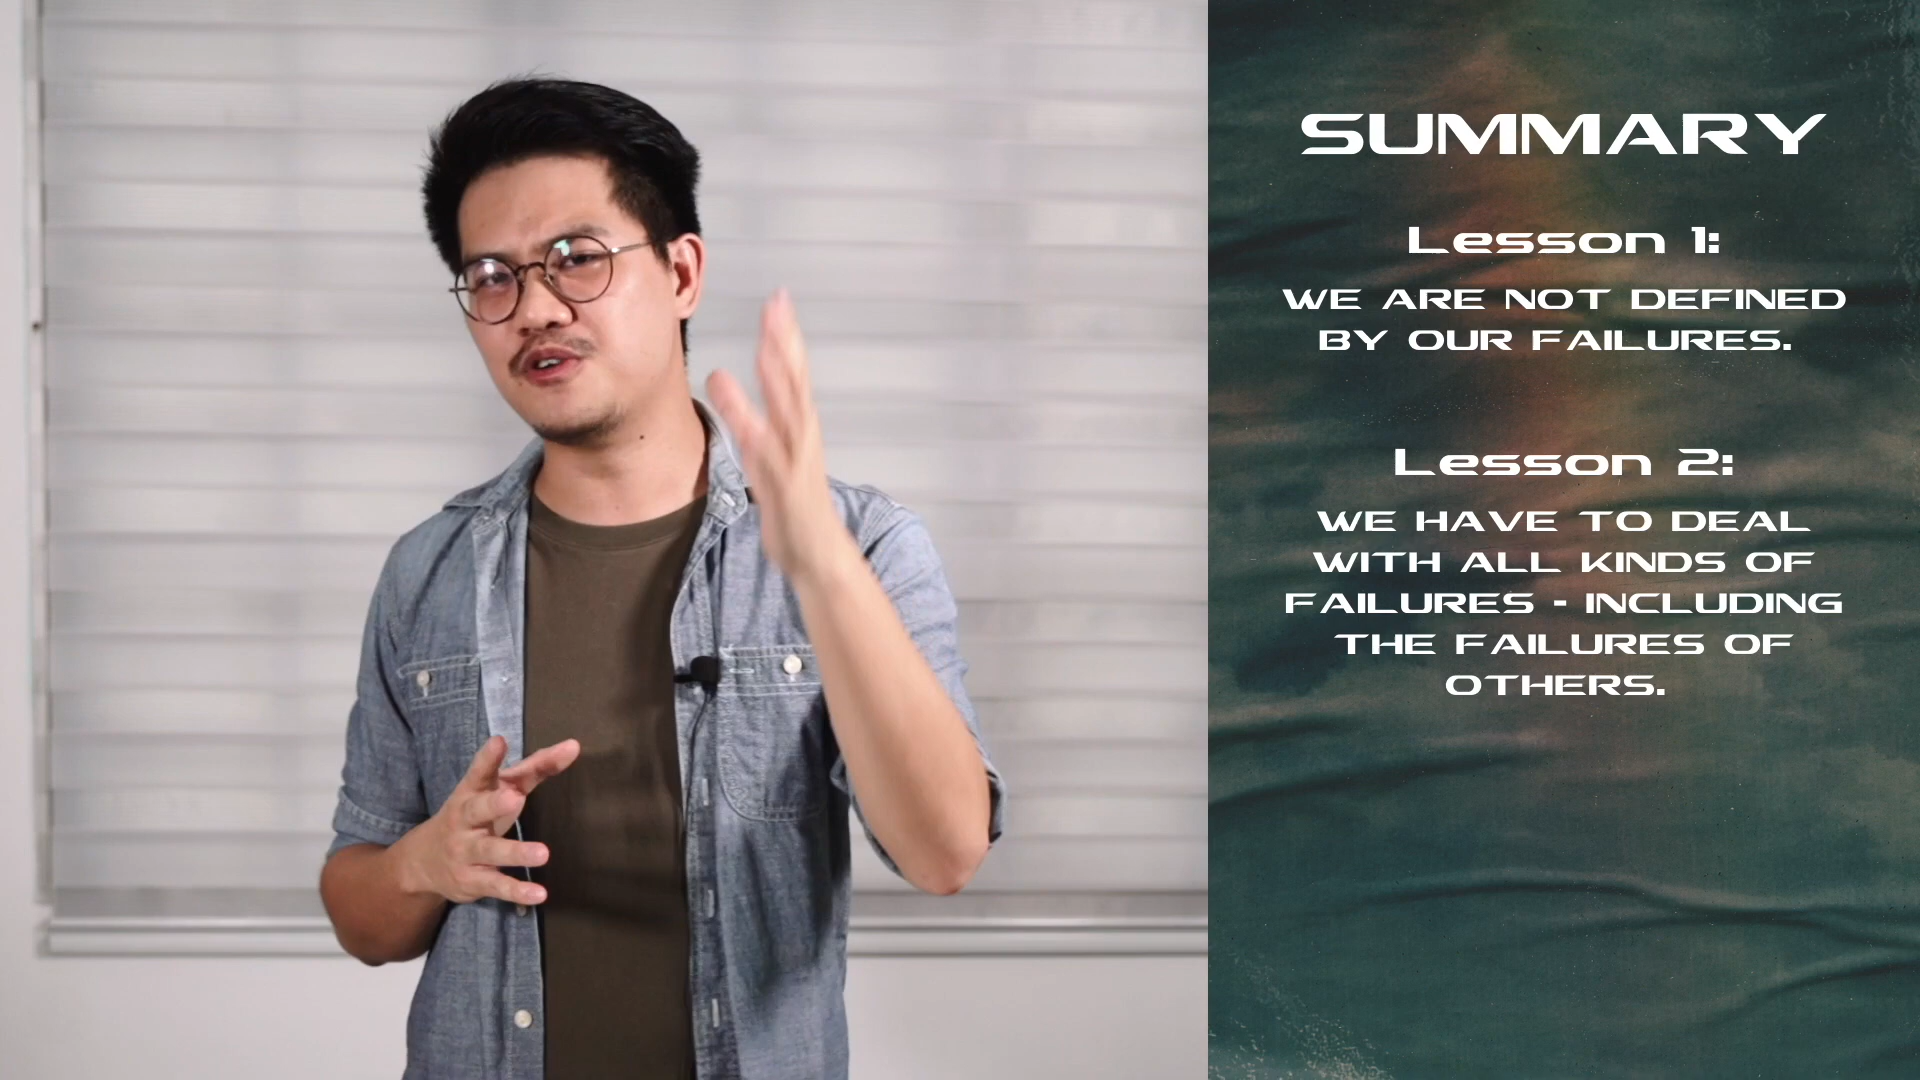 SUMMARY
Lesson 1:
WE ARE NOT DEFINED
BY OUR FAILURES.
Lesson 2:
WE HAVE TO DEAL
WITH ALL KINDS OF
FAILURES - INCLUDING
THE FAILURES OF
OTHERS.